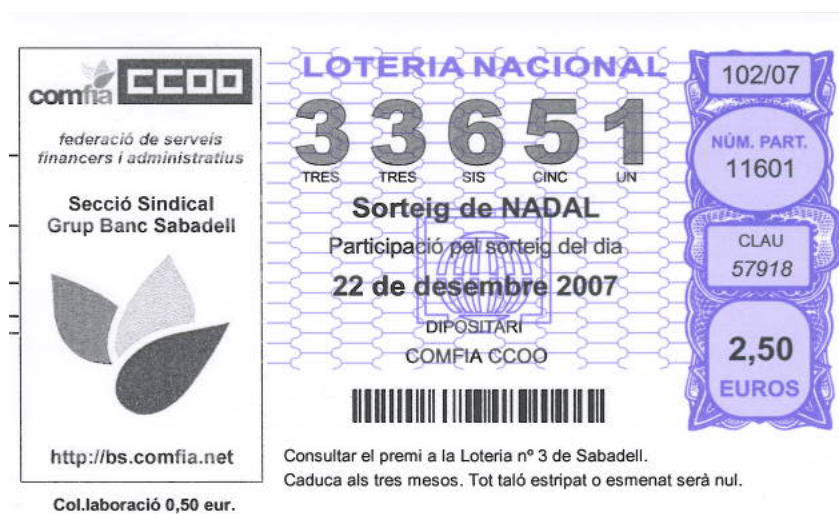 comfia CCOO
federació de serveis
financers i administratius
Secció Sindical
Grup Banc Sabadell
http://bs.comfia.net
Col.laboració 0,50 eur.
LOTERIA NACIONAL
33651
TRES TRES SIS CINC UN
Sorteig de NADAL
Participació pel sorteig del dia
22 de desembre 2007
DIPOSITARI
COMFIA CCOO
Consultar el premi a la Loteria nº 3 de Sabadell.
Caduca als tres mesos. Tot taló estripat o esmenat serà nul.
102/07
NÚM. PART.
11601
CLAU
57918
2,50
EUROS